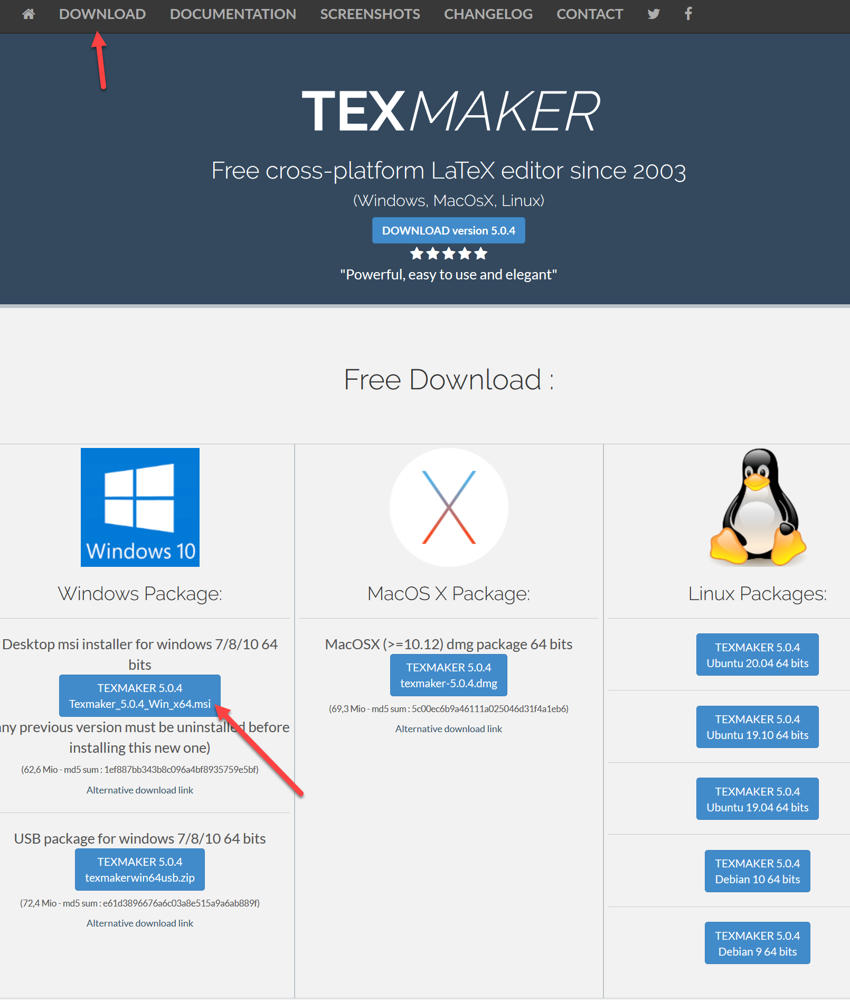 DOWNLOAD DOCUMENTATION SCREENSHOTS CHANGELOG CONTACT
TEXMAKER
Free cross-platform LaTeX editor since 2003
(Windows, MacOsX, Linux)
DOWNLOAD version 5.0.4
"Powerful, easy to use and elegant"
Free Download :
Windows 10
Windows Package:
Desktop msi installer for windows 7/8/10 64
bits
TEXMAKER 5.0.4
Texmaker_5.0.4_Win_x64.msi
ny previous version must be uninstalled before
installing this new one)
(62,6 Mio - md5 sum : 1ef887bb343b8c096a4bf8935759e5bf)
Alternative download link
USB package for windows 7/8/10 64 bits
TEXMAKER 5.0.4
texmakerwin64usb.zip
(72,4 Mio - md5 sum : e61d3896676a6c03a8e515a9a6ab889f)
Alternative download link
MacOS X Package:
MacOSX (>=10.12) dmg package 64 bits
TEXMAKER 5.0.4
texmaker-5.0.4.dmg
(69,3 Mio - md5 sum : 5c00ec6b9a46111a025046d31f4a1eb6)
Alternative download link
Linux Packages:
TEXMAKER 5.0.4
Ubuntu 20.04 64 bits
TEXMAKER 5.0.4
Ubuntu 19.10 64 bits
TEXMAKER 5.0.4
Ubuntu 19.04 64 bits
TEXMAKER 5.0.4
Debian 10 64 bits
TEXMAKER 5.0.4
Debian 9 64 bits